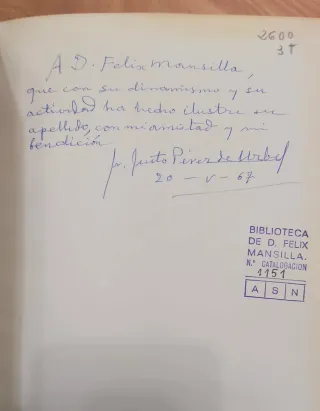 2600
3T
A D. Felix Mansilla,
que con su dinamismo y su
actividad ha hecho ilustre su
apellido, con mi amistad y mi
bendición
fr. Justo Pérez de Urbel
20 - V - 67
BIBLIOTECA
DE D. FELIX
MANSILLA.
N.º CATALOGACION
1151
A S N